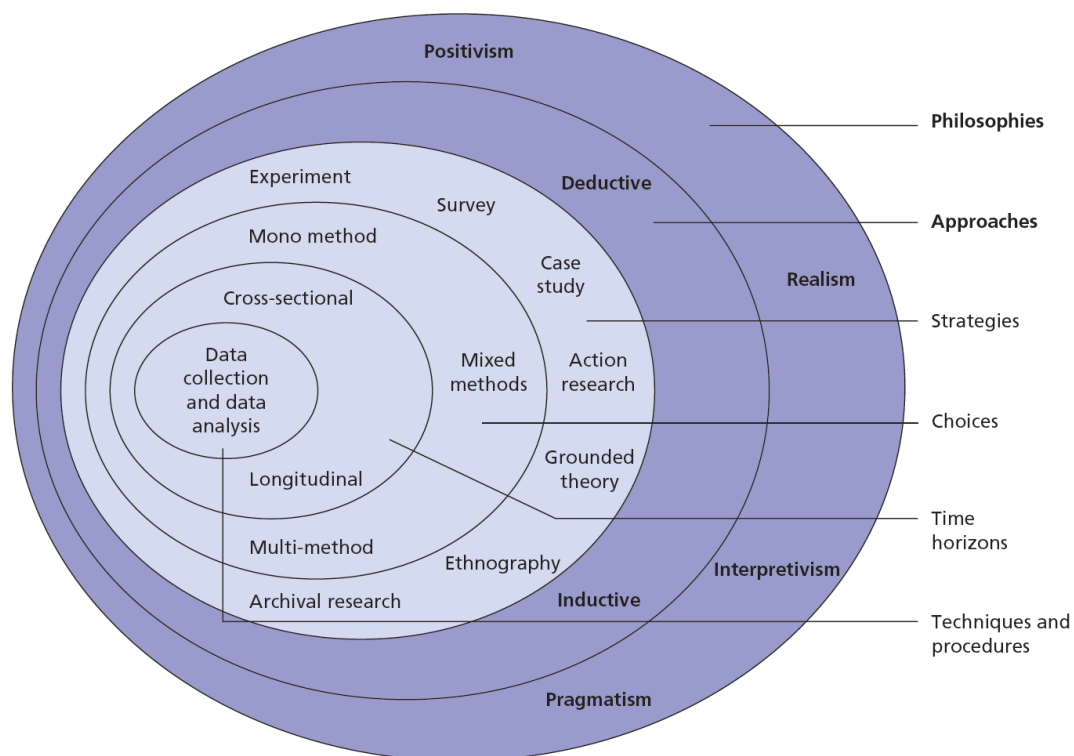 Positivism
Philosophies
Experiment
Deductive
Survey
Approaches
Mono method
Case
study
Realism
Cross-sectional
Strategies
Data
collection
and data
analysis
Mixed
methods
Action
research
Choices
Grounded
theory
Longitudinal
Time
horizons
Multi-method
Ethnography
Interpretivism
Archival research
Inductive
Techniques and
procedures
Pragmatism